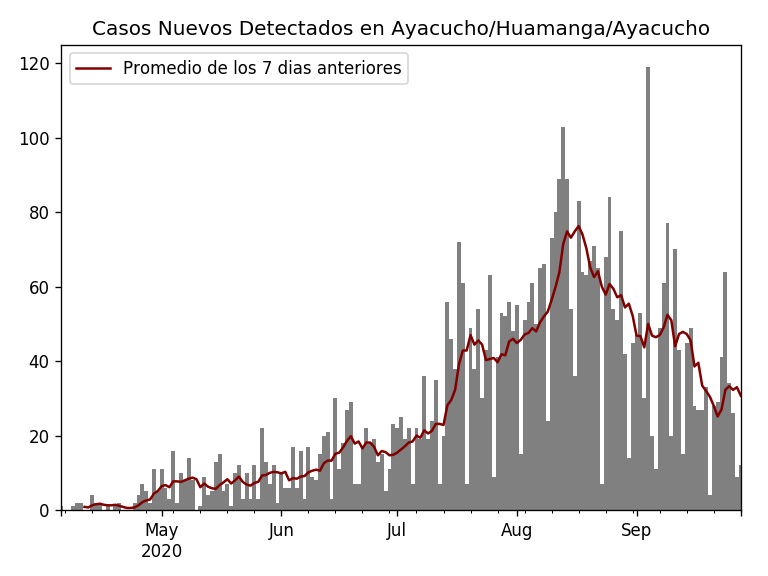 Casos Nuevos Detectados en Ayacucho/Huamanga/Ayacucho
Promedio de los 7 dias anteriores
120
100
80
60
40
20
0
May
2020
Jun
Jul
Aug
Sep